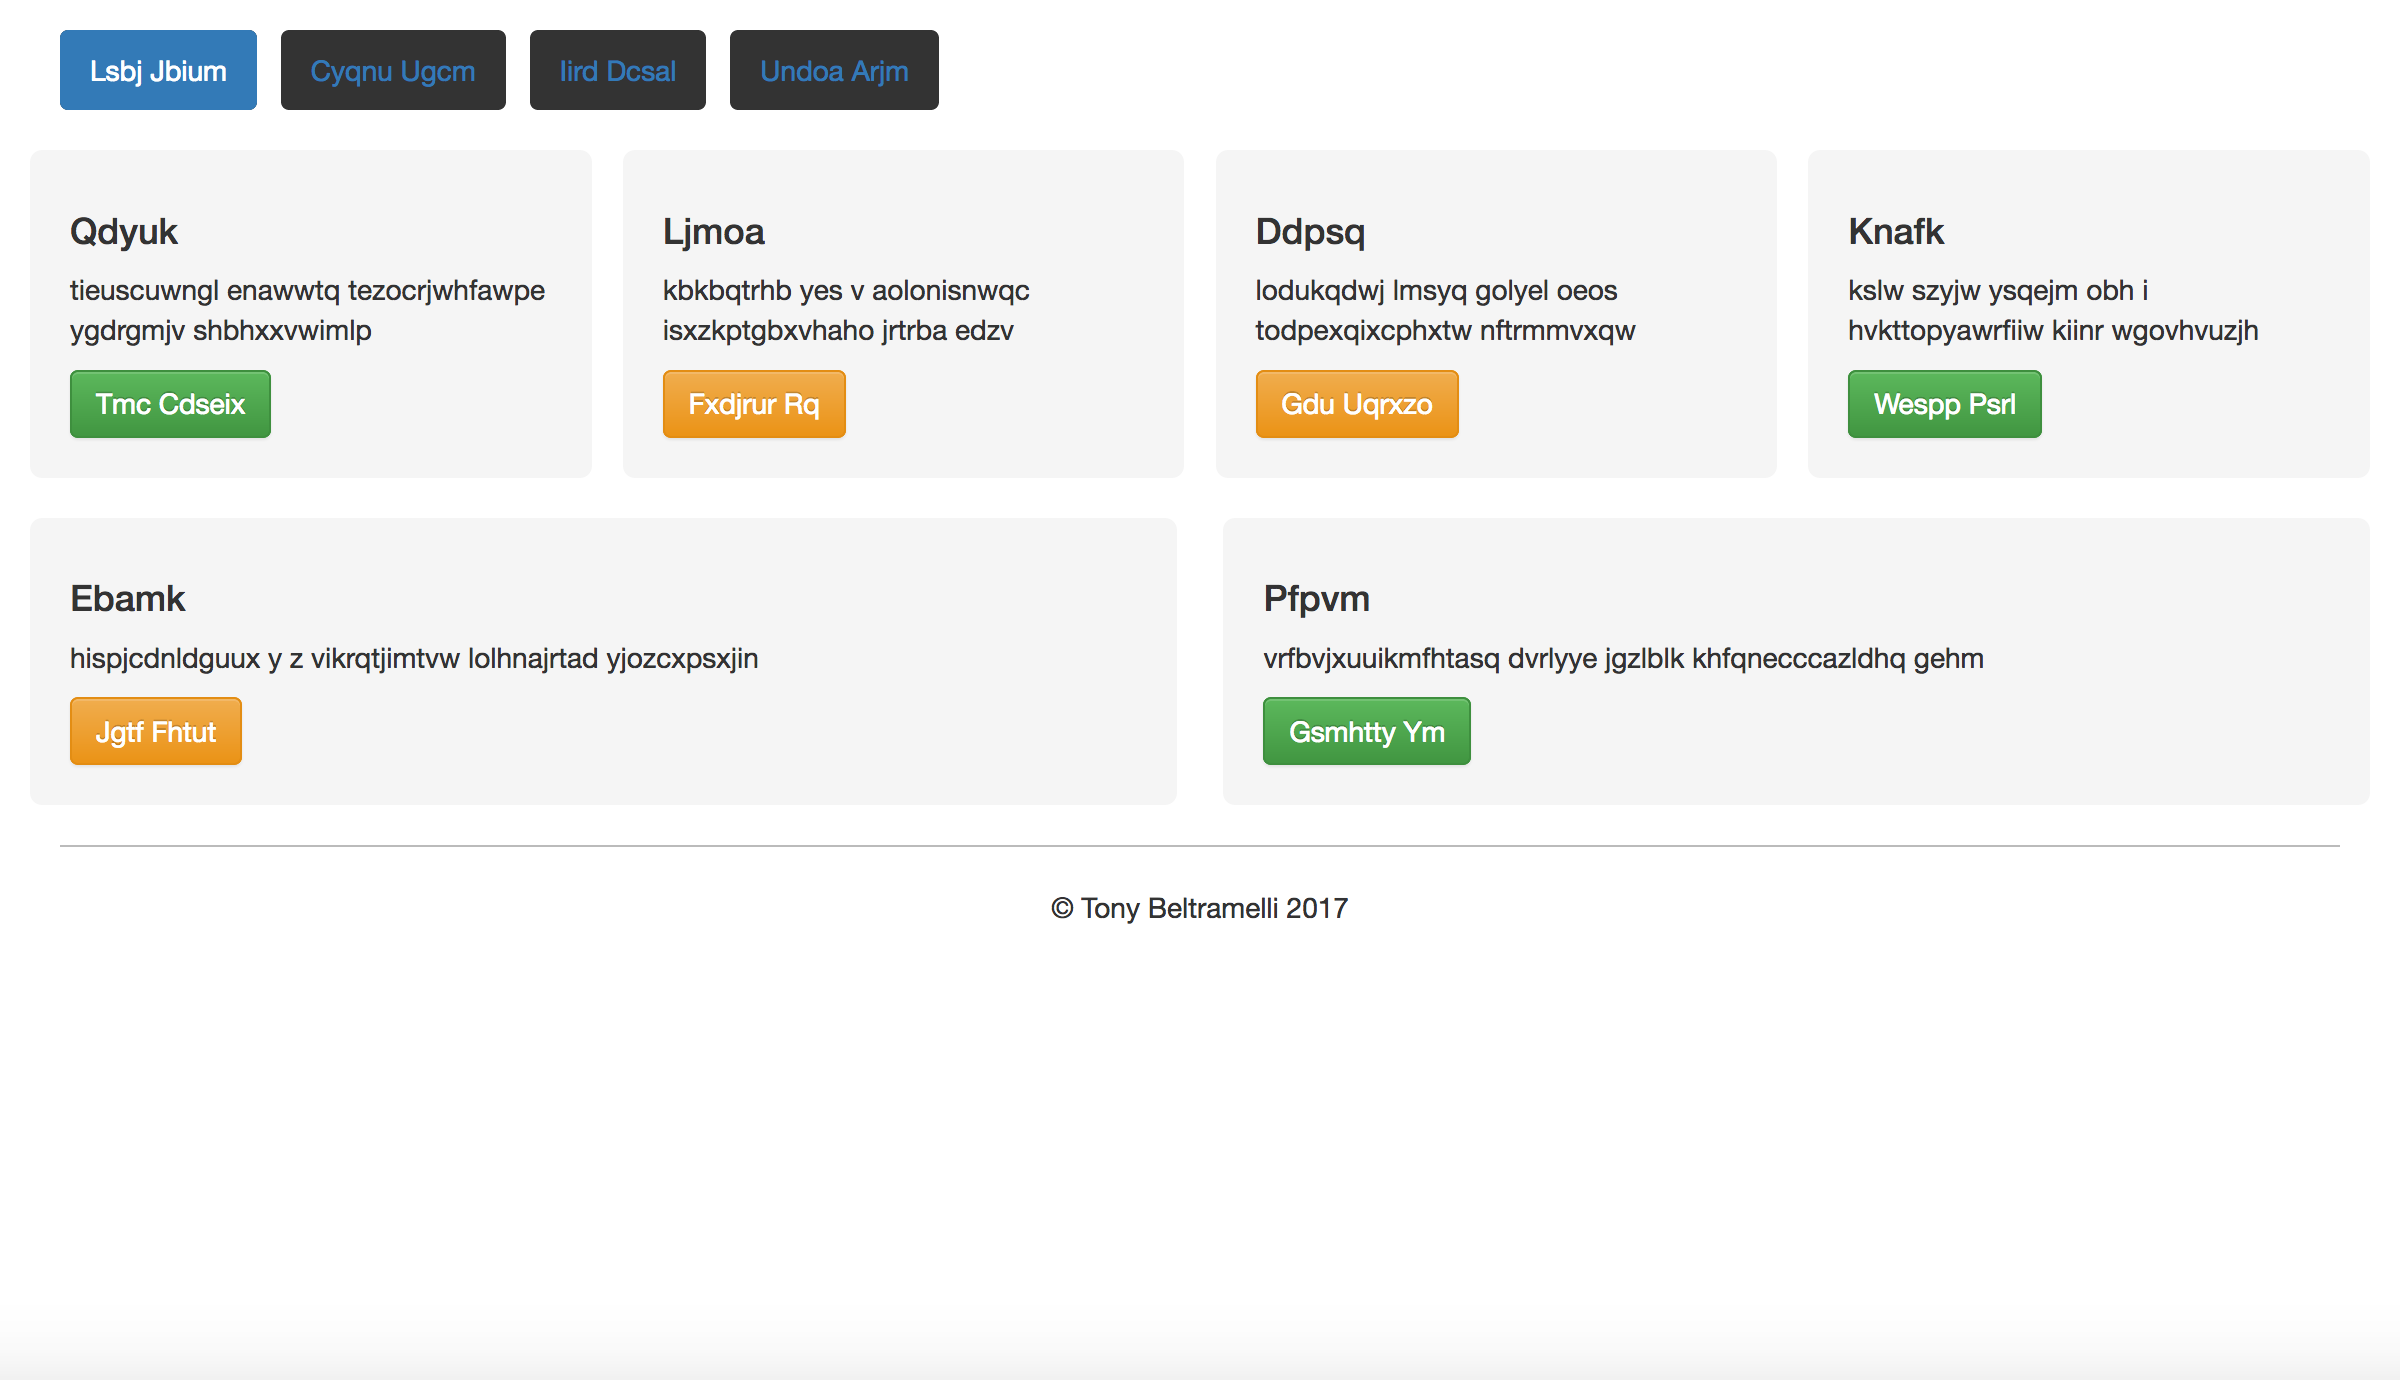 Lsbj Jbium
Cyqnu Ugcm
Iird Dcsal
Undoa Arjm
Qdyuk
tieuscuwngl enawwtq tezocrjwhfawpe
ygdrgmjv shbhxxvwimlp
Tmc Cdseix
Ljmoa
kbkbqtrhb yes v aolonisnwqc
isxzkptgbxvhaho jrtrba edzv
Fxdjrur Rq
Ddpsq
lodukqdwj lmsyq golyel oeos
todpexqixcphxtw nftrmmvxqw
Gdu Uqrxzo
Knafk
kslw szyjw ysqejm obh i
hvkttopyawrfiiw kiinr wgovhvuzjh
Wespp Psrl
Ebamk
hispjcdnldguux y z vikrqtjimtvw lolhnajrtad yjozcxpsxjin
Jgtf Fhtut
Pfpvm
vrfbvjxuuikmfhtasq dvrlyye jgzlblk khfqnecccazldhq gehm
Gsmhtty Ym
© Tony Beltramelli 2017